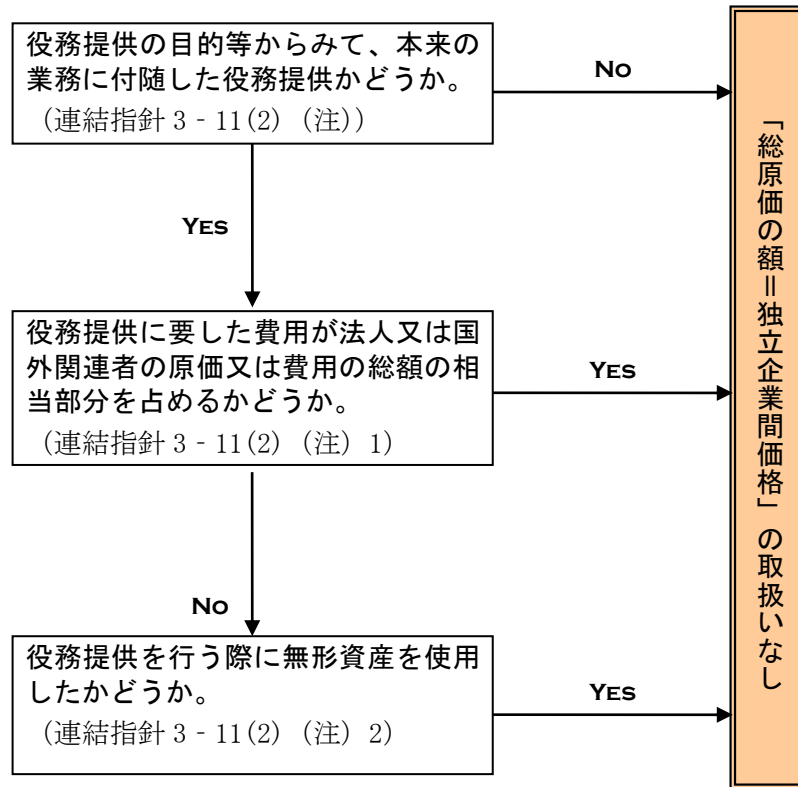 役務提供の目的等からみて、本来の
業務に付随した役務提供かどうか。
（連結指針 3‐11(2)（注））
NO
YES
役務提供に要した費用が法人又は国
外関連者の原価又は費用の総額の相
当部分を占めるかどうか。
（連結指針 3‐11(2)（注）1）
YES
NO
役務提供を行う際に無形資産を使用
したかどうか。
（連結指針 3‐11(2)（注）2）
YES
「総原価の額＝独立企業間価格」の取扱いなし